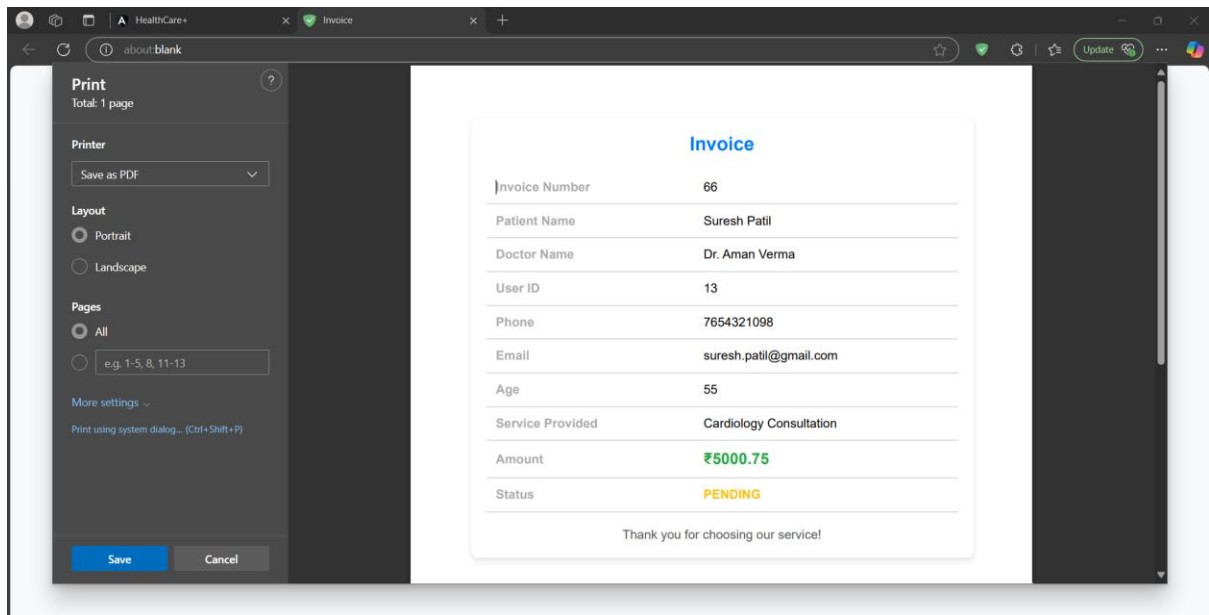 HealthCare+
Invoice
about:blank
Update
Print
Total: 1 page
?
Printer
Save as PDF
Layout
Portrait
Landscape
Pages
All
e.g. 1-5, 8, 11-13
More settings
Print using system dialog... (Ctrl+Shift+P)
Save
Cancel
Invoice
Invoice Number 66
Patient Name Suresh Patil
Doctor Name Dr. Aman Verma
User ID 13
Phone 7654321098
Email suresh.patil@gmail.com
Age 55
Service Provided Cardiology Consultation
Amount ₹5000.75
Status PENDING
Thank you for choosing our service!